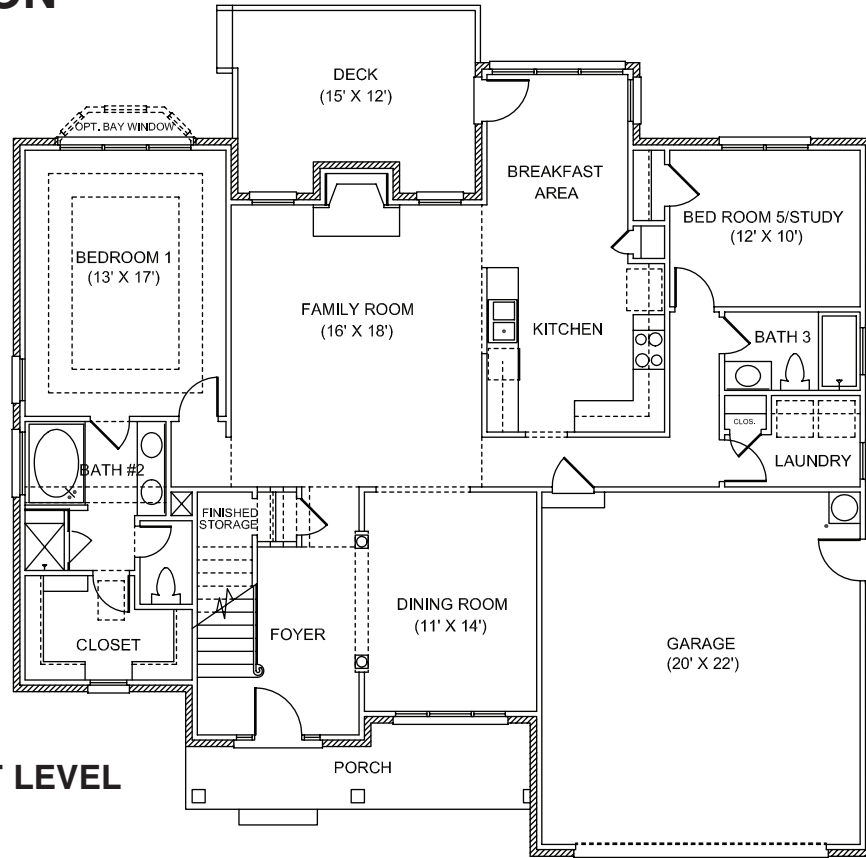 ON
DECK
(15' X 12')
OPT. BAY WINDOW
BREAKFAST
AREA
BED ROOM 5/STUDY
(12' X 10')
BEDROOM 1
(13' X 17')
FAMILY ROOM
(16' X 18')
KITCHEN
BATH 3
CLOS.
LAUNDRY
BATH #2
FINISHED
STORAGE
DINING ROOM
(11' X 14')
FOYER
CLOSET
GARAGE
(20' X 22')
PORCH
T LEVEL